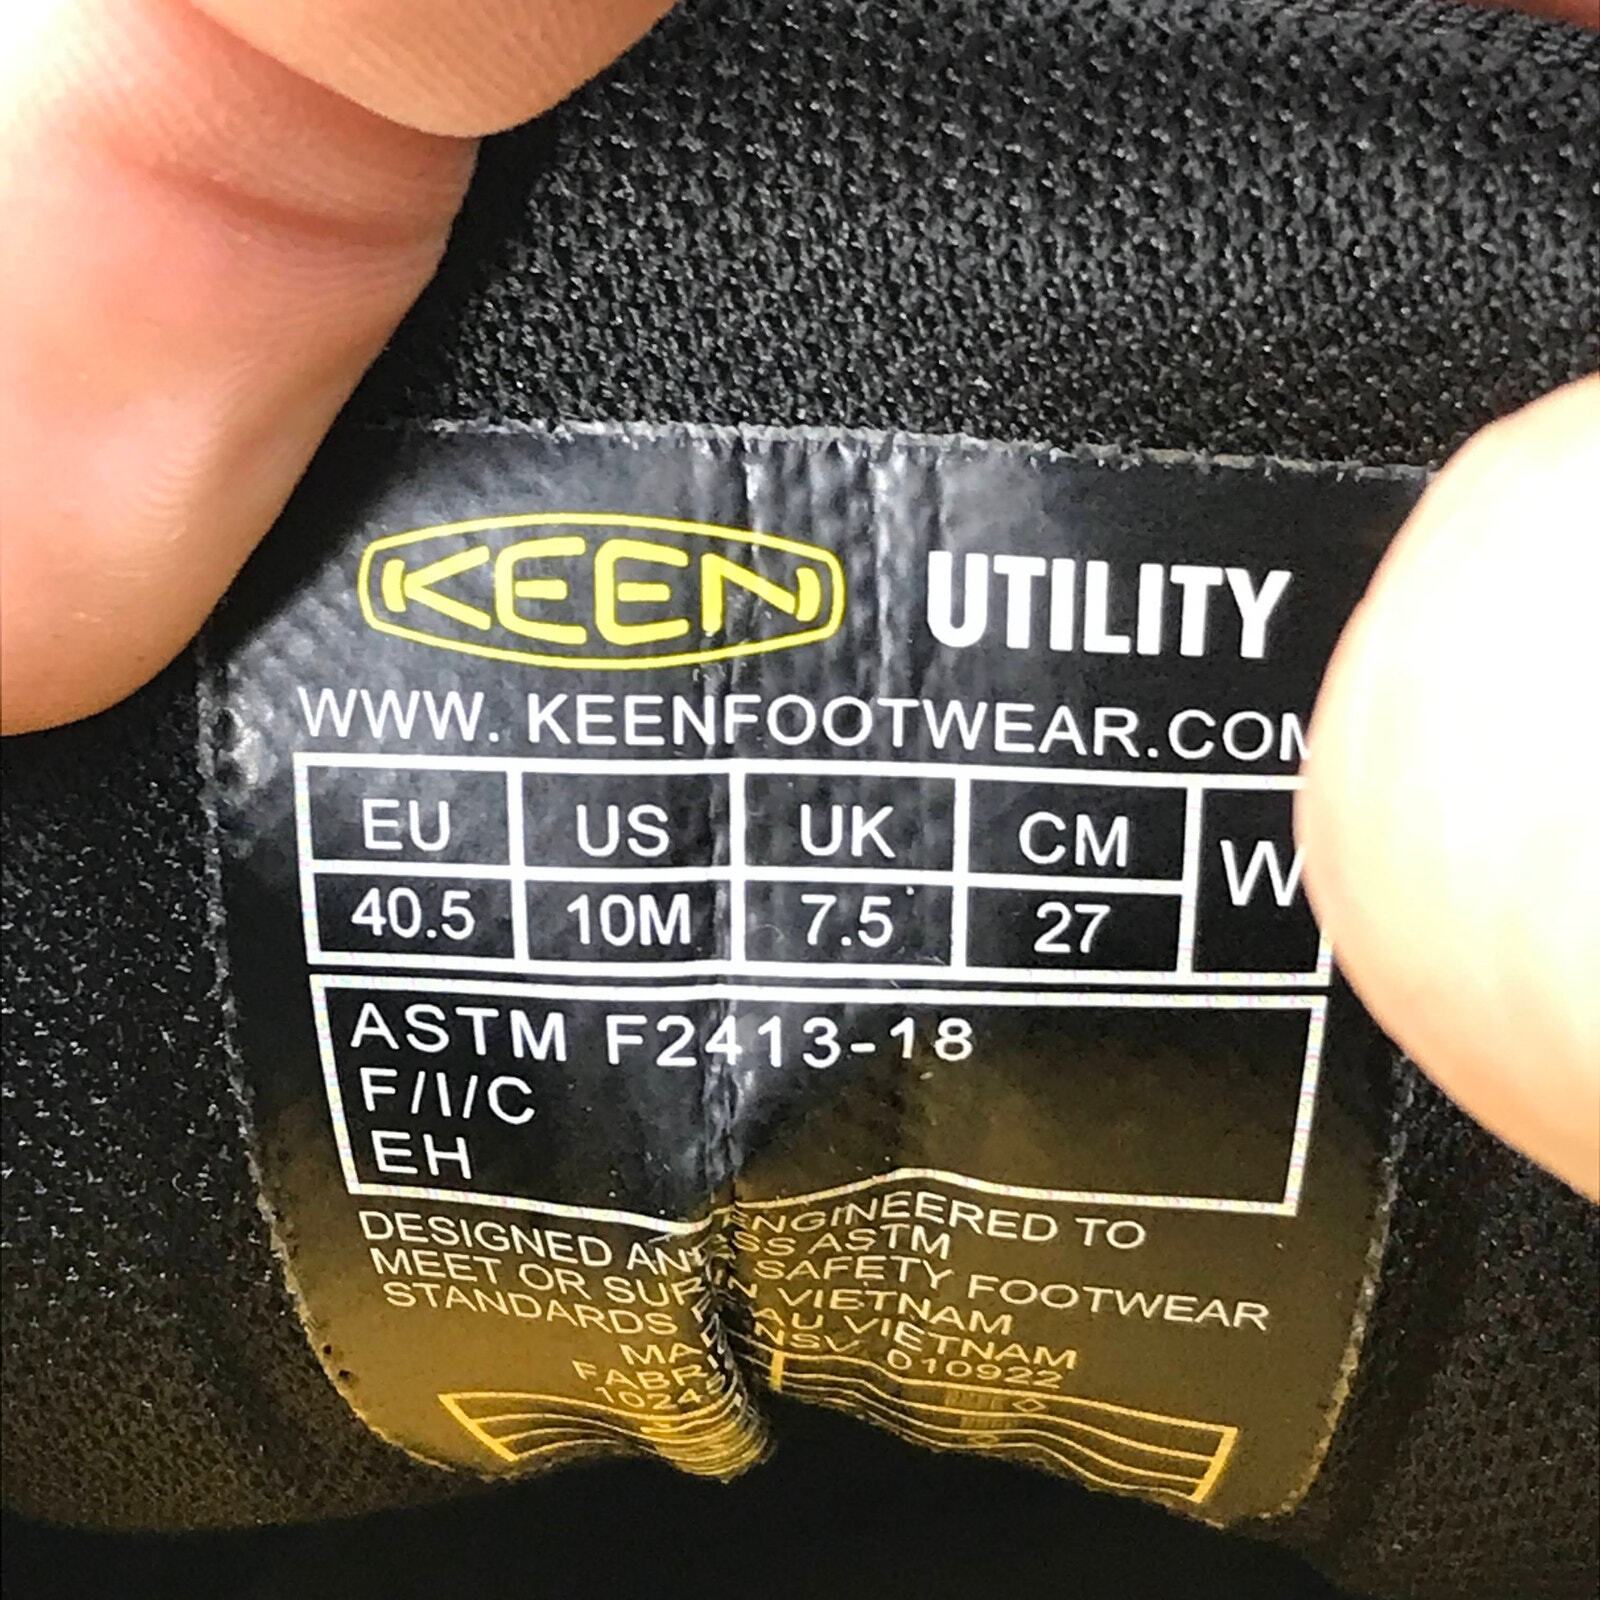 KEEN UTILITY
WWW. KEENFOOTWEAR.COM
EU US UK CM W
40.5 10M 7.5 27
ASTM F2413-18
F/I/C
EH
DESIGNED ENGINEERED TO
MEET OR ASTM
STANDARDS SAFETY FOOTWEAR
VIETNAM
VIETNAM
010922